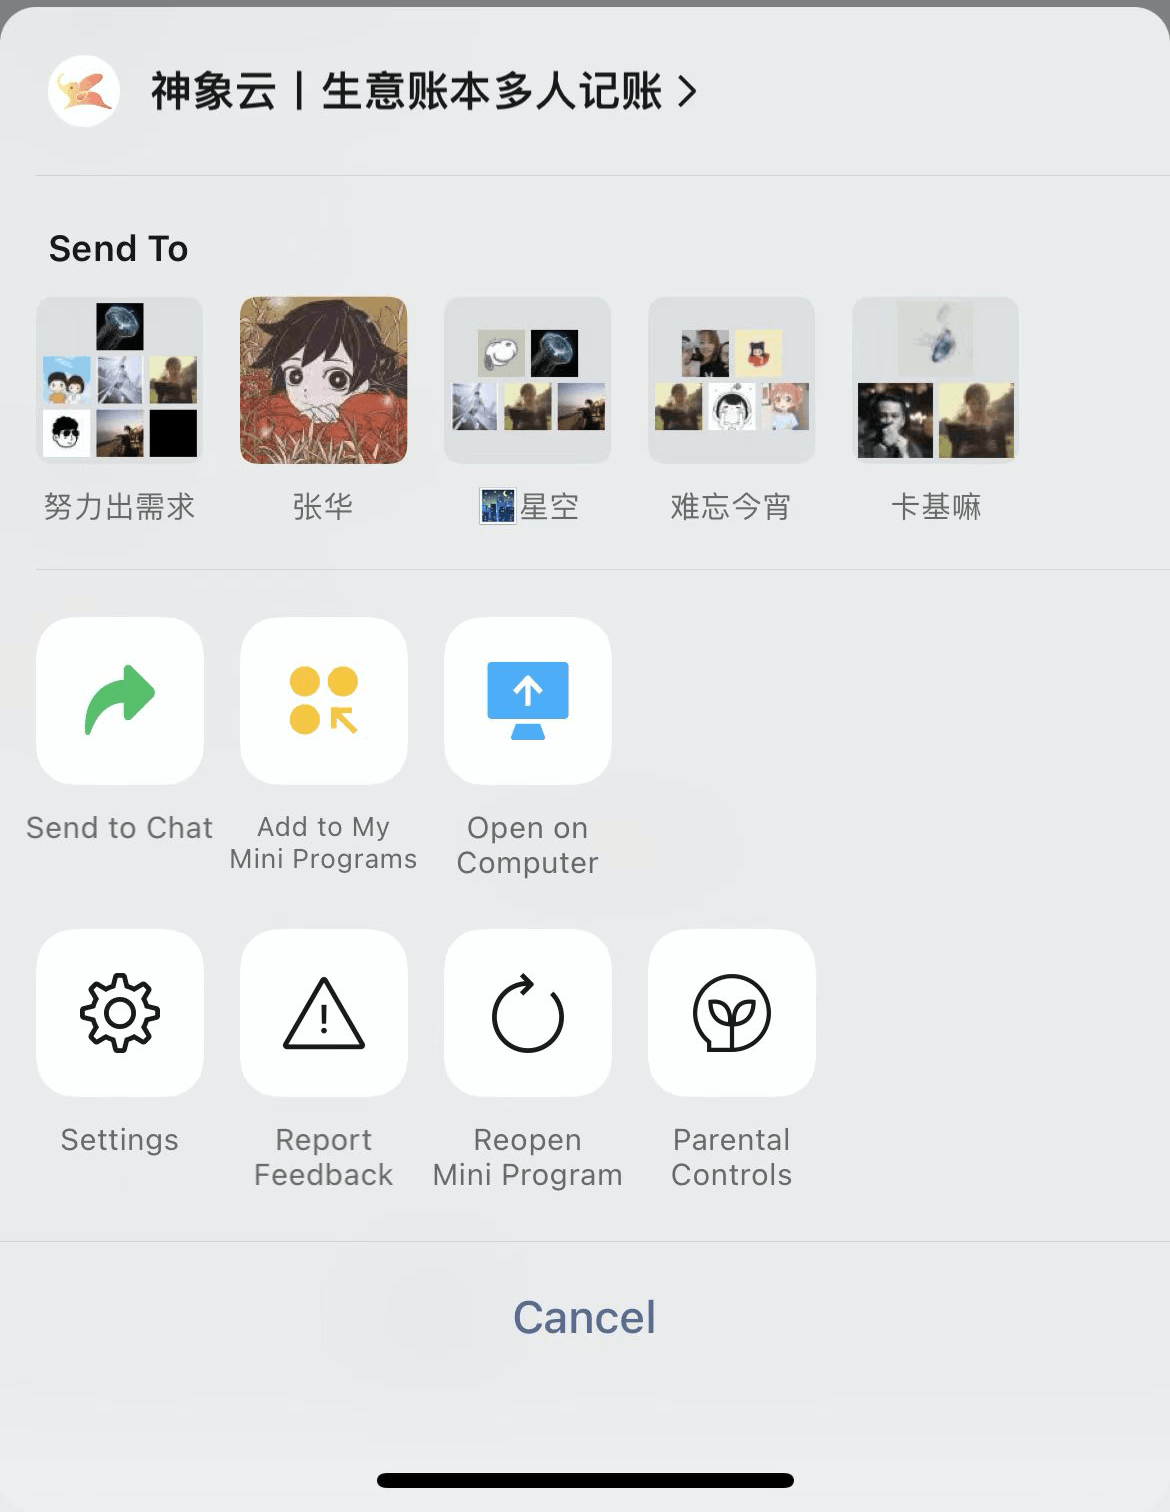 神象云丨生意账本多人记账
Send To
努力出需求
张华
星空
难忘今宵
卡基嘛
Send to Chat
Add to My
Mini Programs
Open on
Computer
Settings
Report
Feedback
Reopen
Mini Program
Parental
Controls
Cancel